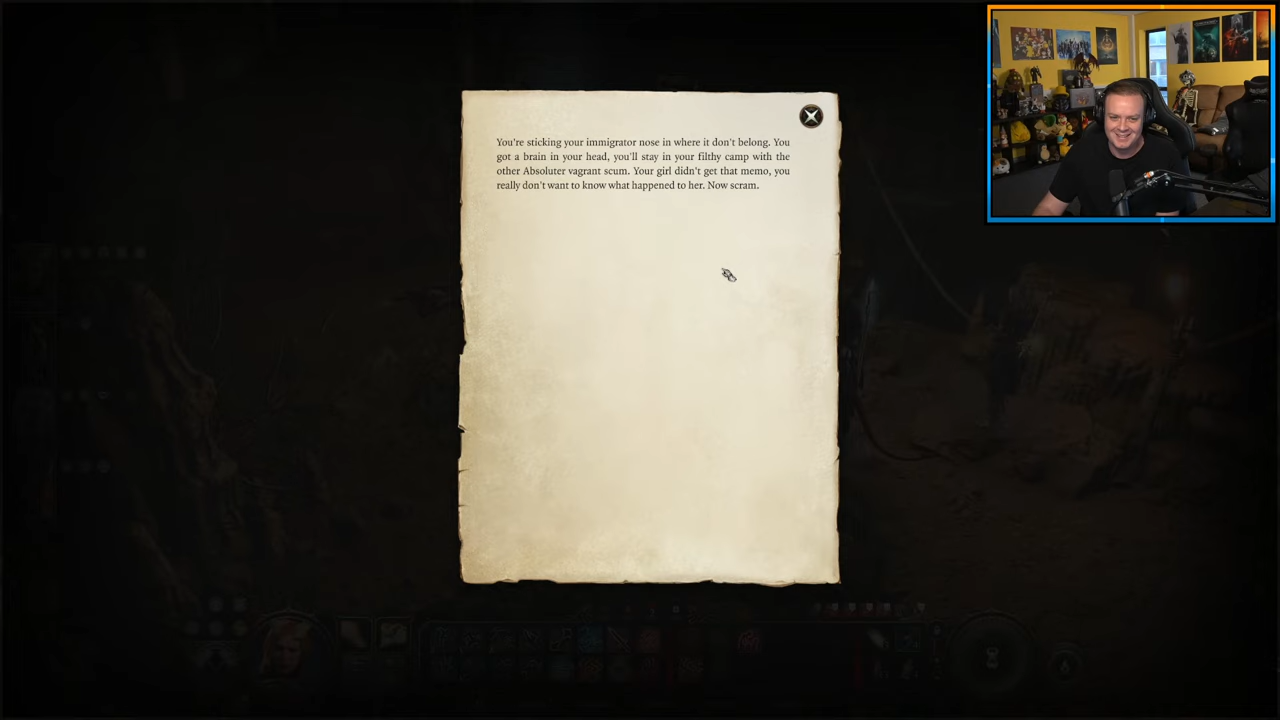 You're sticking your immigrator nose in where it don't belong. You
got a brain in your head, you'll stay in your filthy camp with the
other Absoluter vagrant scum. Your girl didn't get that memo, you
really don't want to know what happened to her. Now scram.